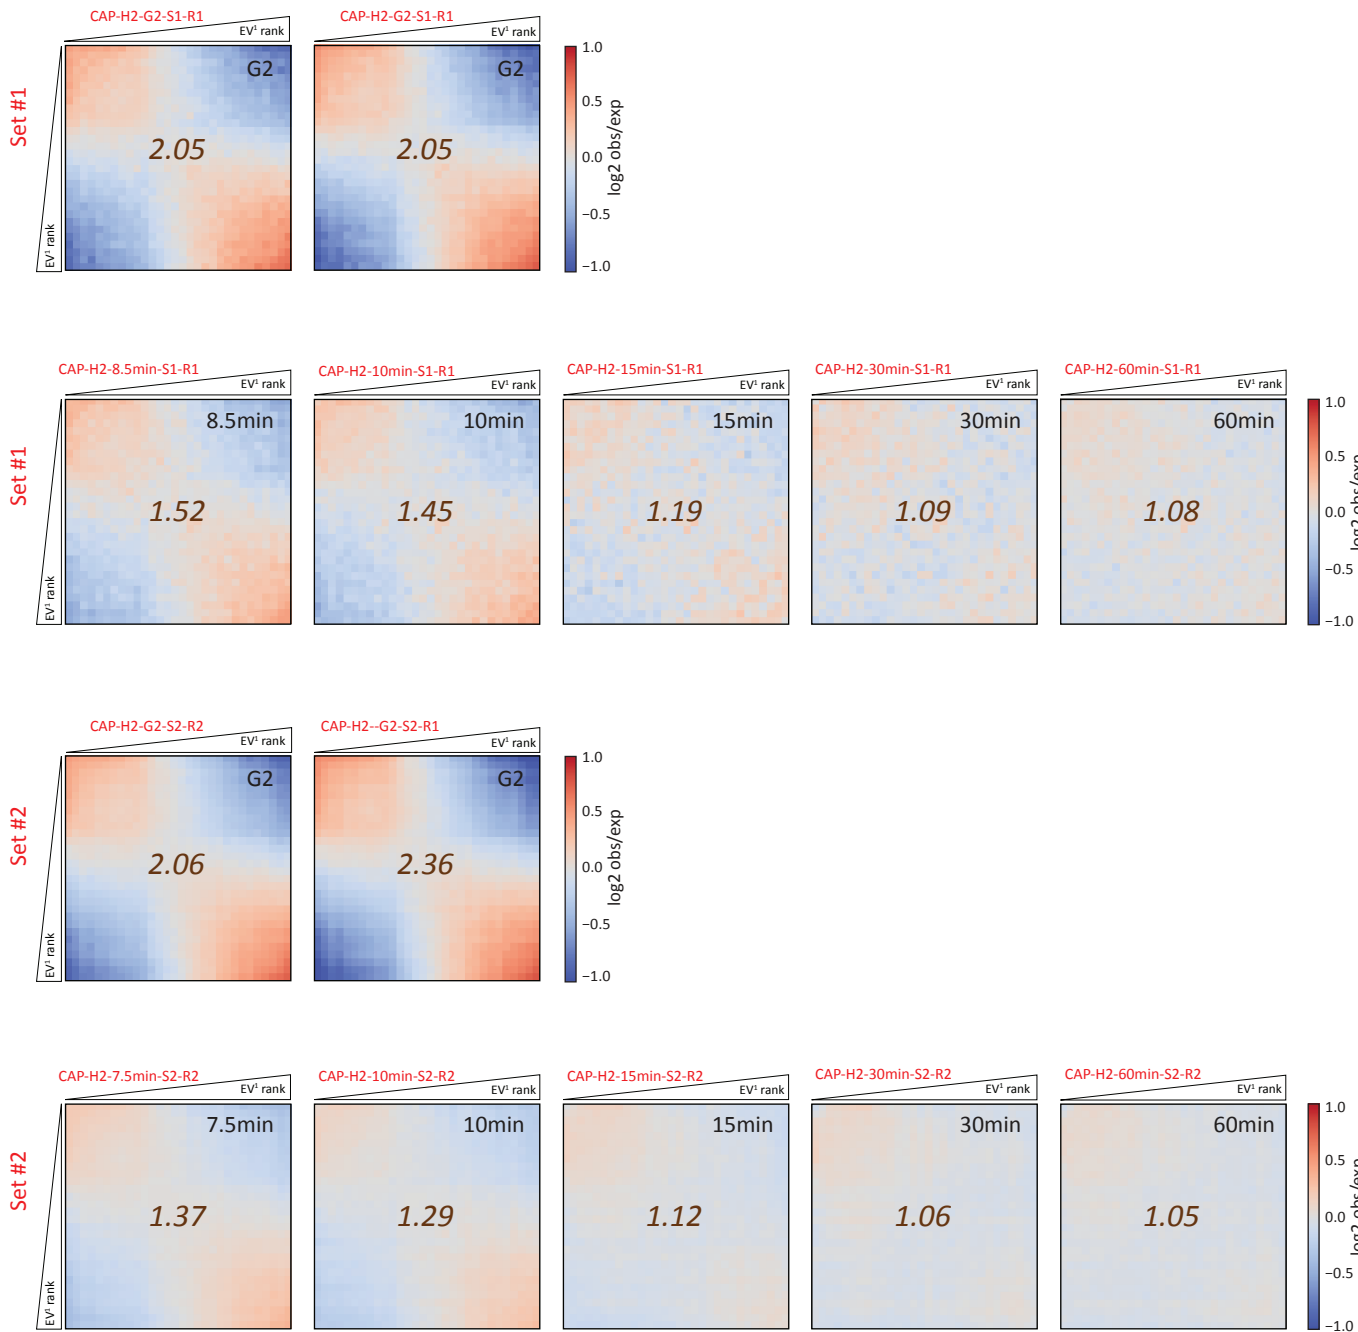 CAP-H2-G2-S1-R1
CAP-H2-G2-S1-R1
EV¹ rank
EV¹ rank
Set #1
EV¹ rank
G2
2.05
G2
2.05
1.0
0.5
0.0
−0.5
−1.0
log2 obs/exp
CAP-H2-8.5min-S1-R1
CAP-H2-10min-S1-R1
CAP-H2-15min-S1-R1
CAP-H2-30min-S1-R1
CAP-H2-60min-S1-R1
EV¹ rank
EV¹ rank
EV¹ rank
EV¹ rank
EV¹ rank
Set #1
EV¹ rank
8.5min
1.52
10min
1.45
15min
1.19
30min
1.09
60min
1.08
1.0
0.5
0.0
−0.5
−1.0
log2 obs/exp
CAP-H2-G2-S2-R2
CAP-H2--G2-S2-R1
EV¹ rank
EV¹ rank
Set #2
EV¹ rank
G2
2.06
G2
2.36
1.0
0.5
0.0
−0.5
−1.0
log2 obs/exp
CAP-H2-7.5min-S2-R2
CAP-H2-10min-S2-R2
CAP-H2-15min-S2-R2
CAP-H2-30min-S2-R2
CAP-H2-60min-S2-R2
EV¹ rank
EV¹ rank
EV¹ rank
EV¹ rank
EV¹ rank
Set #2
EV¹ rank
7.5min
1.37
10min
1.29
15min
1.12
30min
1.06
60min
1.05
1.0
0.5
0.0
−0.5
−1.0
log2 obs/exp